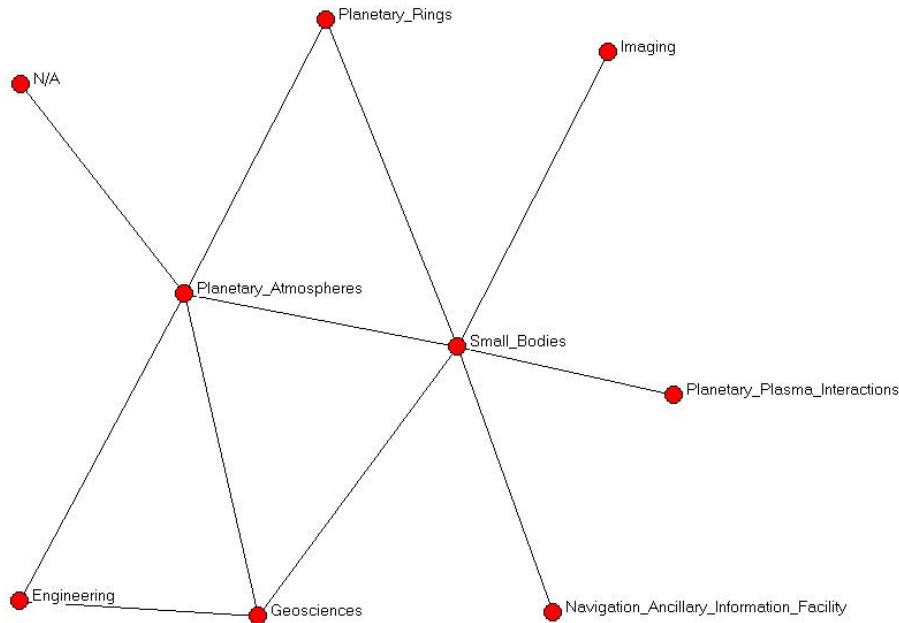 Planetary_Rings
Imaging
N/A
Planetary_Atmospheres
Small_Bodies
Planetary_Plasma_Interactions
Engineering
Geosciences
Navigation_Ancillary_Information_Facility